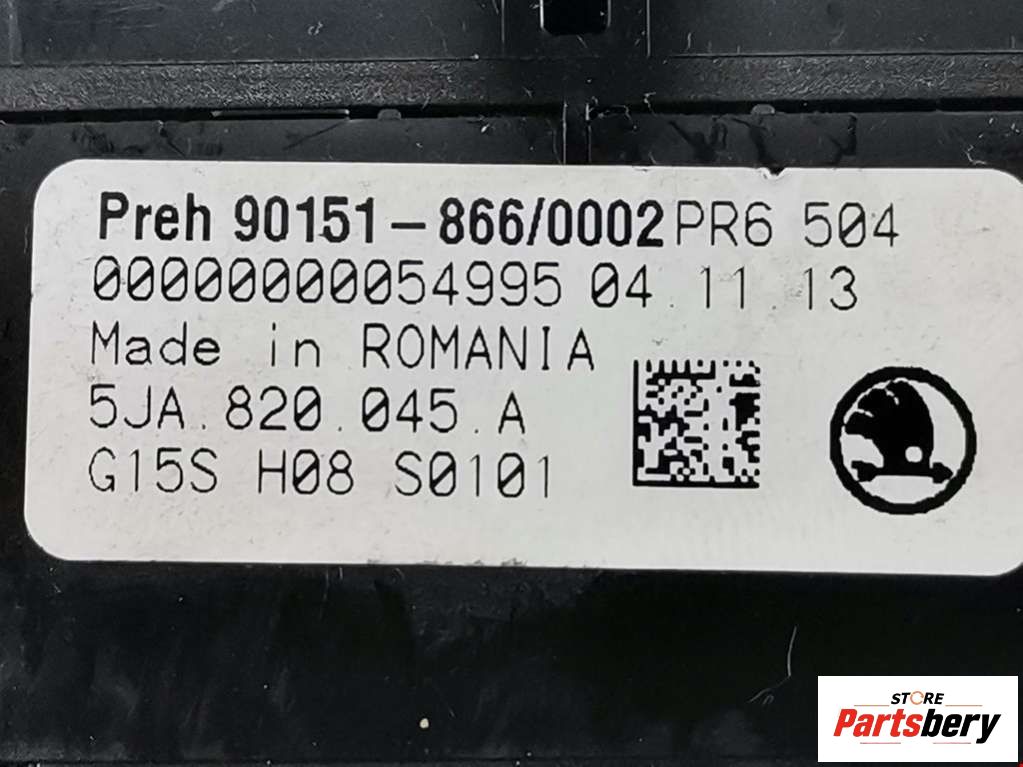 Preh 90151-866/0002 PR6 504
00000000054995 04.11.13
Made in ROMANIA
5JA.820.045.A
G15S H08 S0101
STORE
Partsbery